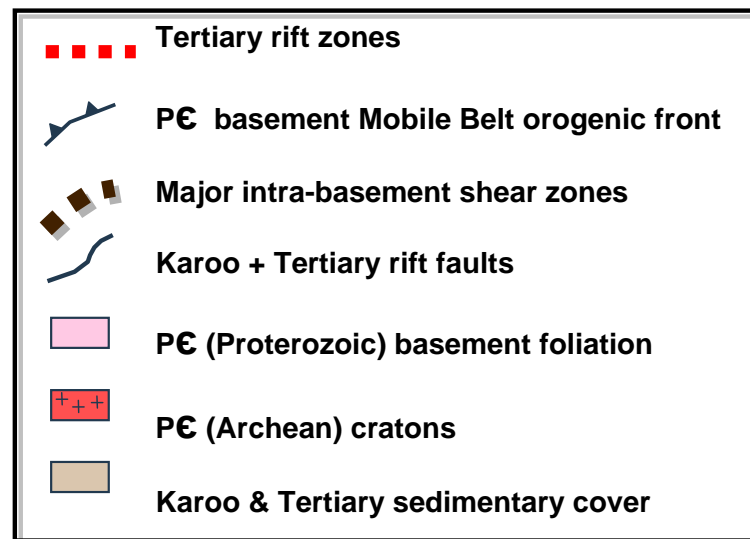 Tertiary rift zones
PЄ basement Mobile Belt orogenic front
Major intra-basement shear zones
Karoo + Tertiary rift faults
PЄ (Proterozoic) basement foliation
PЄ (Archean) cratons
Karoo & Tertiary sedimentary cover